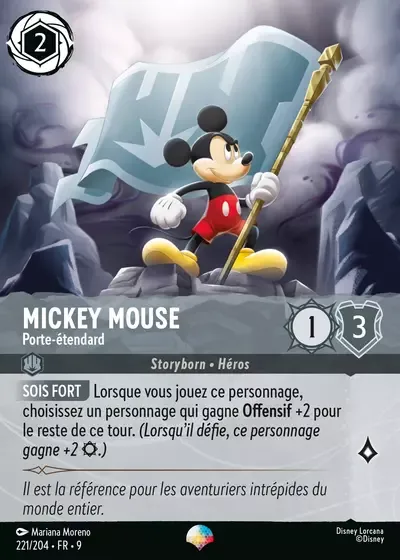 2
MICKEY MOUSE
Porte-étendard
1
3
Storyborn • Héros
SOIS FORT Lorsque vous jouez ce personnage,
choisissez un personnage qui gagne Offensif +2 pour
le reste de ce tour. (Lorsqu'il défie, ce personnage
gagne +2 .)
Il est la référence pour les aventuriers intrépides du
monde entier.
Mariana Moreno
221/204 • FR • 9
Disney Lorcana
©Disney